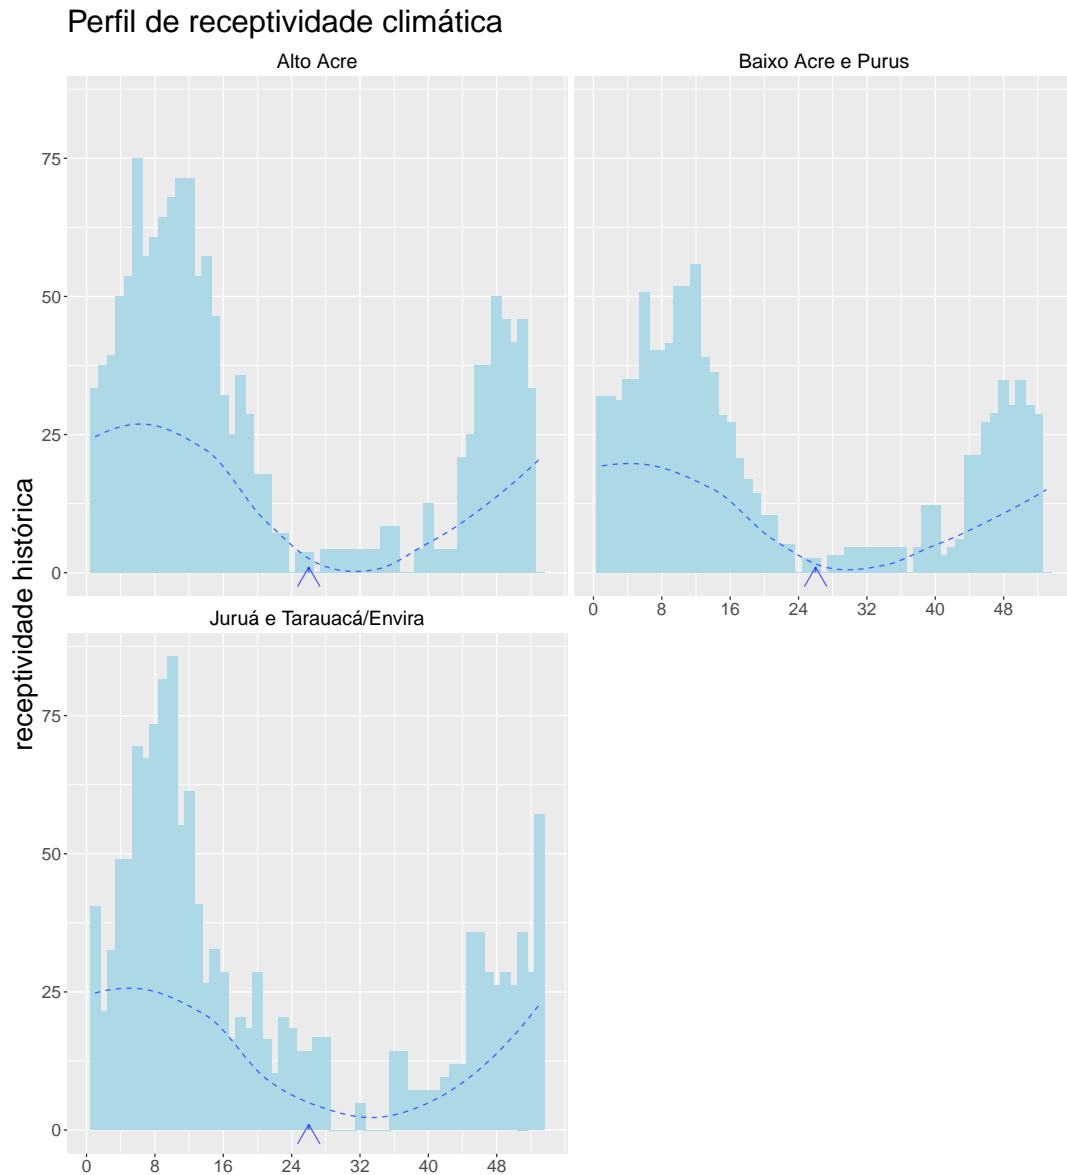 Perfil de receptividade climática
Alto Acre
Baixo Acre e Purus
75
50
25
0
0 8 16 24 32 40 48
Juruá e Tarauacá/Envira
receptividade histórica
75
50
25
0
0 8 16 24 32 40 48